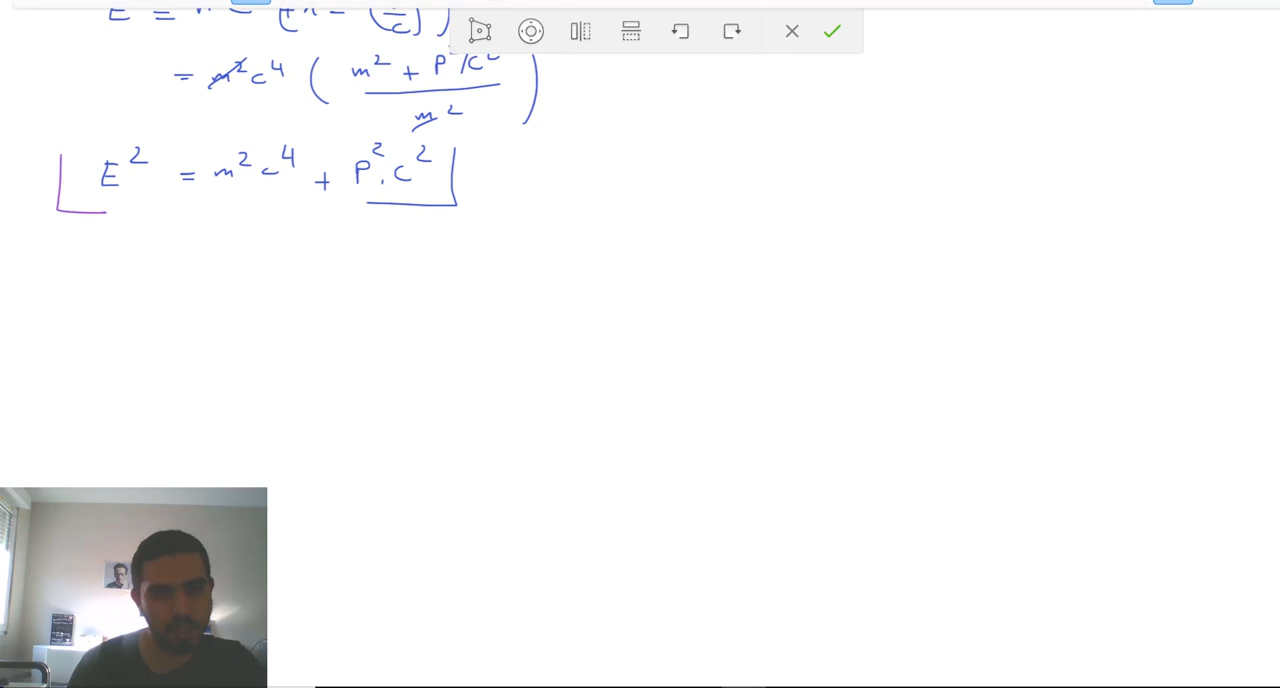 = m²c⁴ ( m² + P²/c² / m² )
E² = m²c⁴ + P².c²